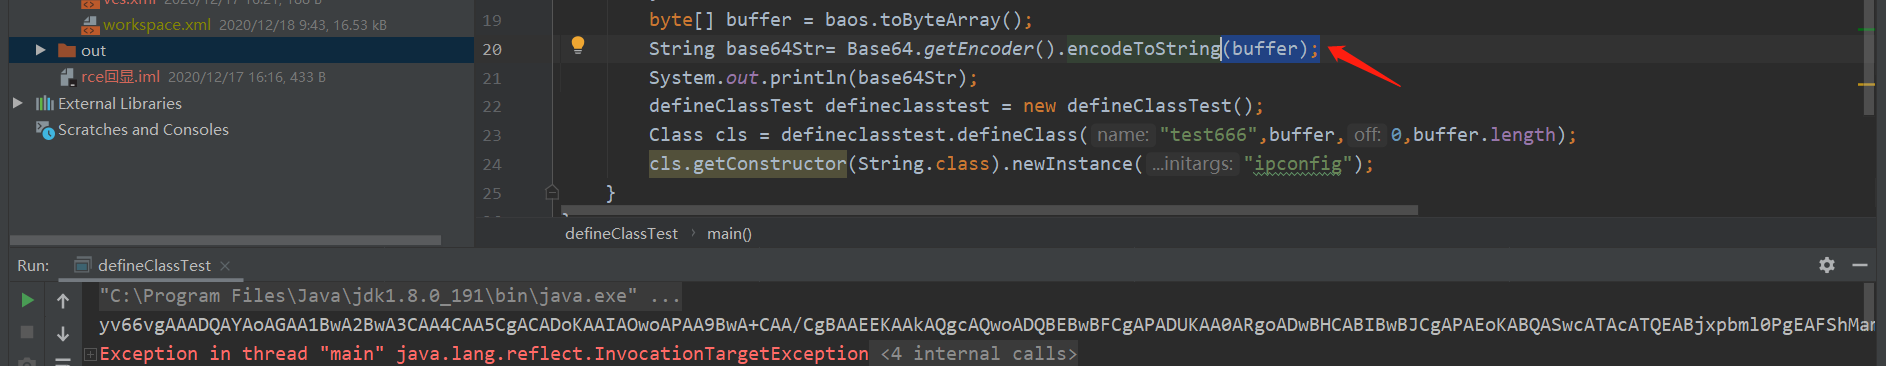 vcs.xml 2020/12/17 16:21, 180 B
workspace.xml 2020/12/18 9:43, 16.53 kB
out
rce回显.iml 2020/12/17 16:16, 433 B
External Libraries
Scratches and Consoles
19 byte[] buffer = baos.toByteArray();
20 String base64Str= Base64.getEncoder().encodeToString(buffer);
21 System.out.println(base64Str);
22 defineClassTest defineclasstest = new defineClassTest();
23 Class cls = defineclasstest.defineClass( name: "test666",buffer, off: 0,buffer.length);
24 cls.getConstructor(String.class).newInstance( ...initargs: "ipconfig");
25 }
defineClassTest › main()
Run: defineClassTest ×
"C:\Program Files\Java\jdk1.8.0_191\bin\java.exe" ...
yv66vgAAADQAYAoAGAA1BwA2BwA3CAA4CAA5CgACADoKAAIAOwoAPAA9BwA+CAA/CgBAAEEKAAkAQgcAQwoADQBEBwBFCgAPADUKAA0ARgoADwBHCABIBwBJCgAPAEoKABQASwcATAcATQEABjxpbml0PgEAFShMam
Exception in thread "main" java.lang.reflect.InvocationTargetException <4 internal calls>